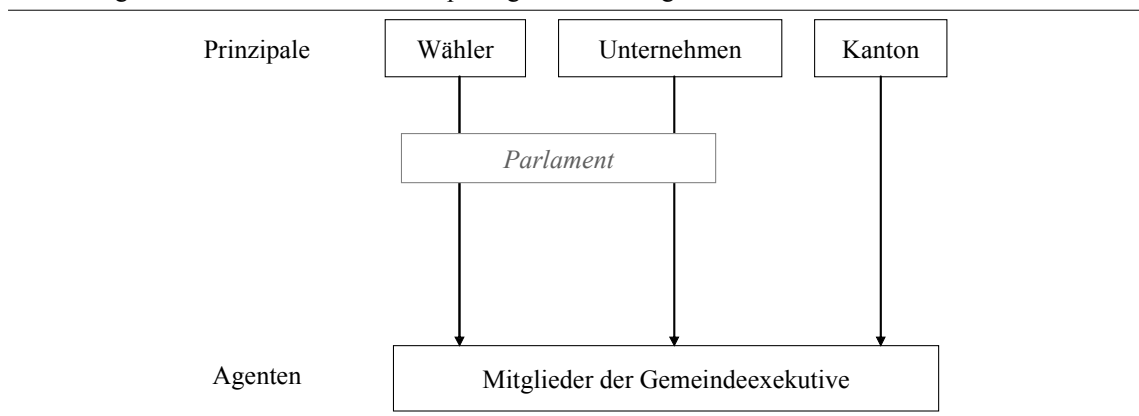 Prinzipale Wähler Unternehmen Kanton
Parlament
Agenten Mitglieder der Gemeindeexekutive